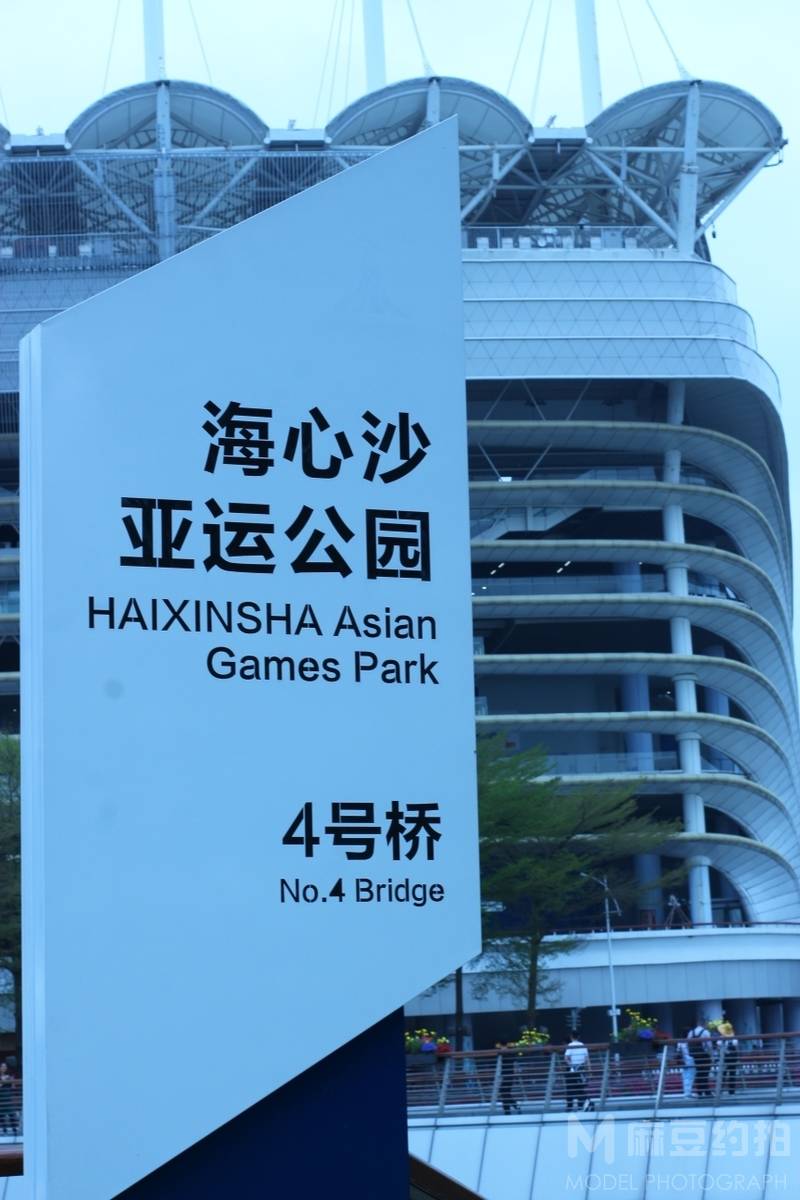 海心沙
亚运公园
HAIXINSHA Asian
Games Park
4号桥
No.4 Bridge
M 麻豆约拍
MODEL PHOTOGRAPH